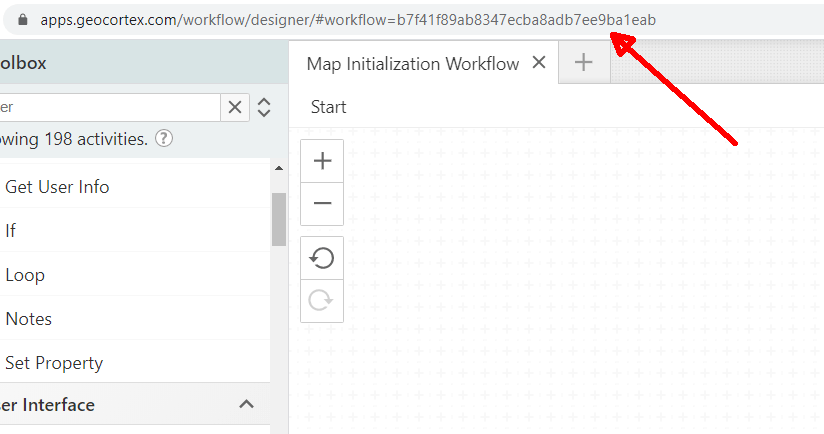 apps.geocortex.com/workflow/designer/#workflow=b7f41f89ab8347ecba8adb7ee9ba1eab
olbox
Map Initialization Workflow
er
Start
wing 198 activities.
Get User Info
If
Loop
Notes
Set Property
er Interface